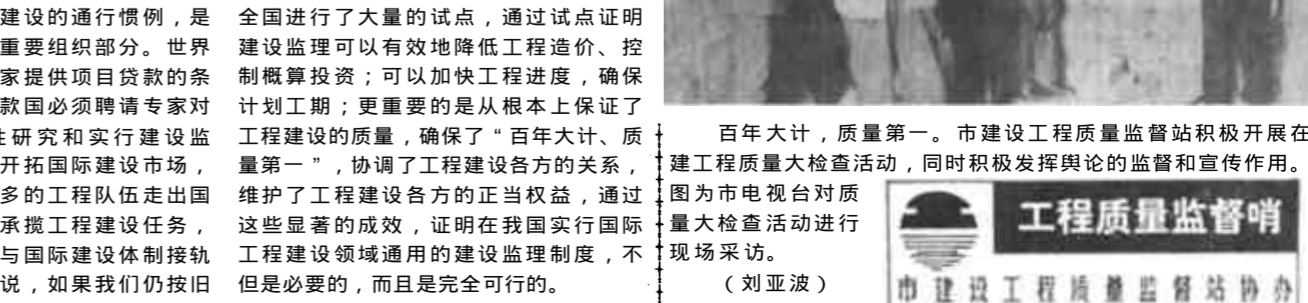 建设的通行惯例，是
重要组织部分。世界
家提供项目贷款的条
款国必须聘请专家对
性研究和实行建设监
开拓国际建设市场，
多的工程队伍走出国
承揽工程建设任务，
与国际建设体制接轨
说，如果我们仍按旧
全国进行了大量的试点，通过试点证明
建设监理可以有效地降低工程造价、控
制概算投资；可以加快工程进度，确保
计划工期；更重要的是从根本上保证了
工程建设的质量，确保了“百年大计、质
量第一”，协调了工程建设各方的关系，
维护了工程建设各方的正当权益，通过
这些显著的成效，证明在我国实行国际
工程建设领域通用的建设监理制度，不
但是必要的，而且是完全可行的。
百年大计，质量第一。市建设工程质量监督站积极开展在
建工程质量大检查活动，同时积极发挥舆论的监督和宣传作用。
图为市电视台对质
量大检查活动进行
现场采访。
（刘亚波）
工程质量监督哨
市建设工程质量监督站协办